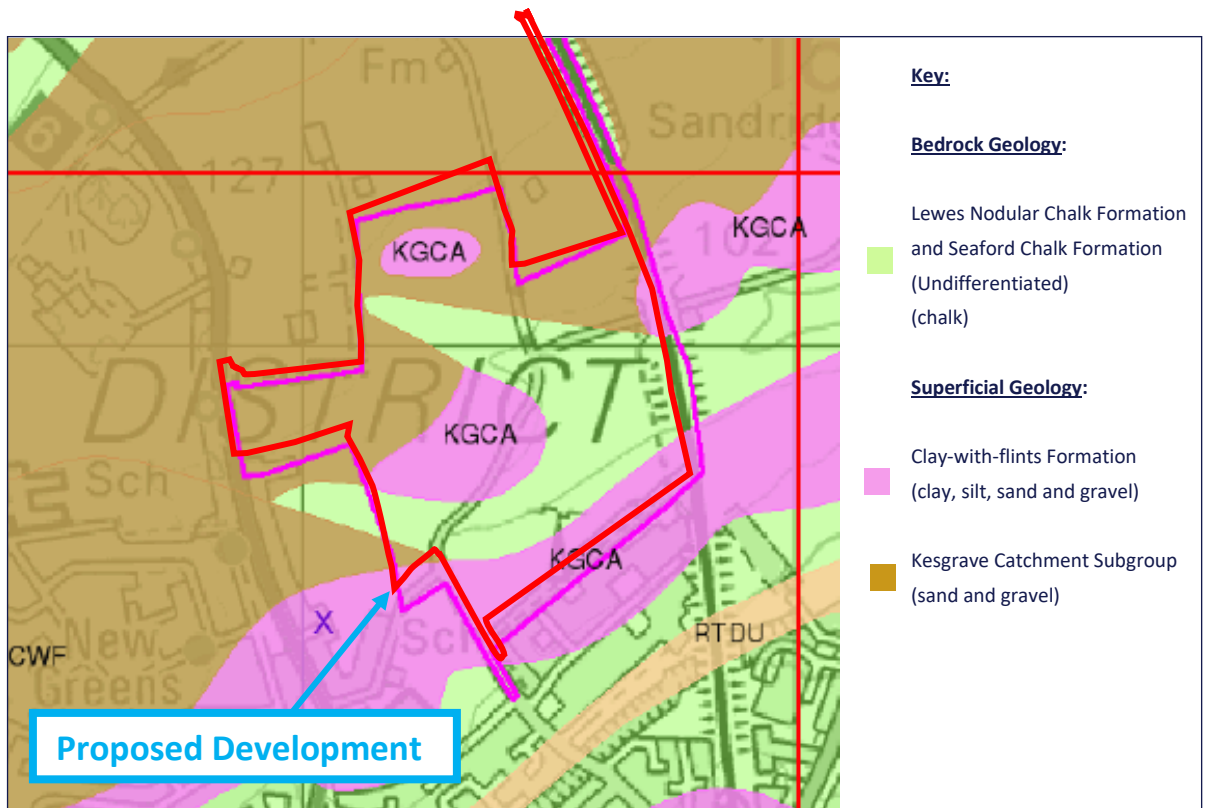 Fm
Sandridg
6
127
KGCA
102
KGCA
DISTRICT
KGCA
Sch
KGCA
X
Sch
RTDU
CWF
New
Greens
Proposed Development
Key:
Bedrock Geology:
Lewes Nodular Chalk Formation
and Seaford Chalk Formation
(Undifferentiated)
(chalk)
Superficial Geology:
Clay-with-flints Formation
(clay, silt, sand and gravel)
Kesgrave Catchment Subgroup
(sand and gravel)